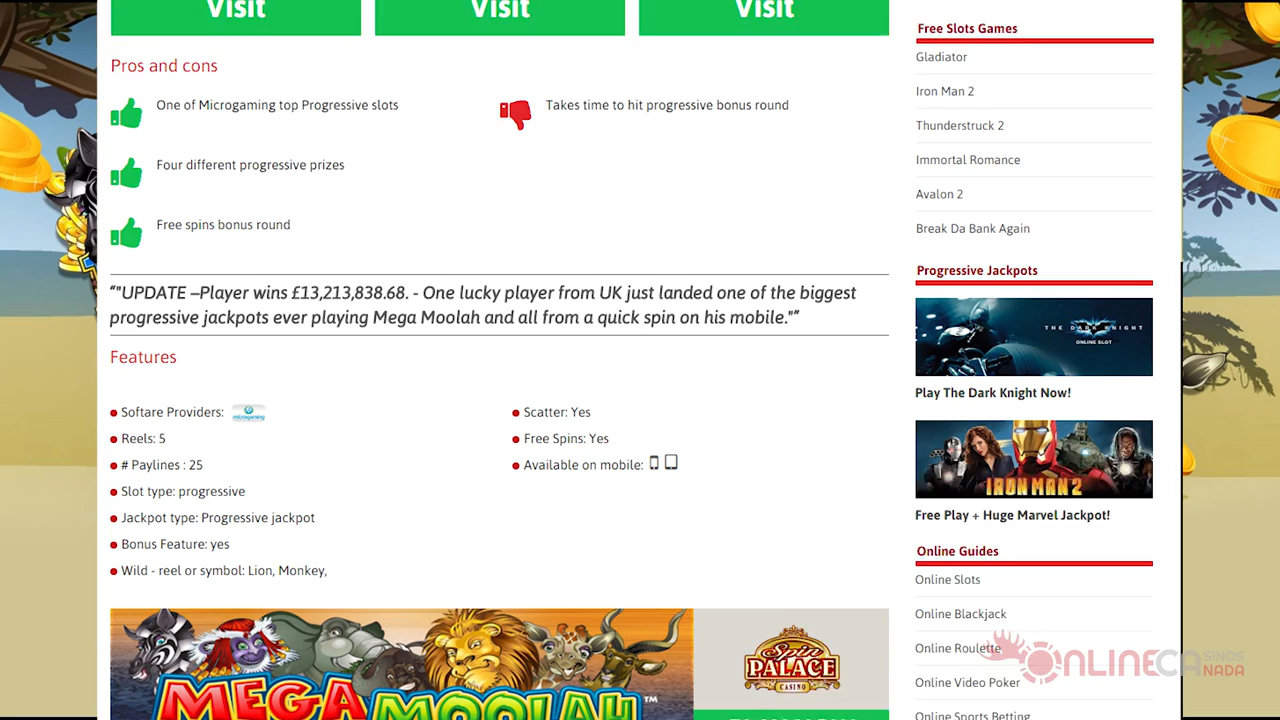 Visit
Visit
Visit
Pros and cons
One of Microgaming top Progressive slots
Takes time to hit progressive bonus round
Four different progressive prizes
Free spins bonus round
""UPDATE –Player wins £13,213,838.68. - One lucky player from UK just landed one of the biggest
progressive jackpots ever playing Mega Moolah and all from a quick spin on his mobile.""
Features
Softare Providers: microgaming
Reels: 5
# Paylines : 25
Slot type: progressive
Jackpot type: Progressive jackpot
Bonus Feature: yes
Wild - reel or symbol: Lion, Monkey,
Scatter: Yes
Free Spins: Yes
Available on mobile:
MEGA MOOLAH™
Spin
PALACE
CASINO
Free Slots Games
Gladiator
Iron Man 2
Thunderstruck 2
Immortal Romance
Avalon 2
Break Da Bank Again
Progressive Jackpots
THE DARK KNIGHT
ONLINE SLOT
Play The Dark Knight Now!
IRON MAN 2
Free Play + Huge Marvel Jackpot!
Online Guides
Online Slots
Online Blackjack
Online Roulette
Online Video Poker
Online Sports Betting
ONLINECA
SINOS
NADA